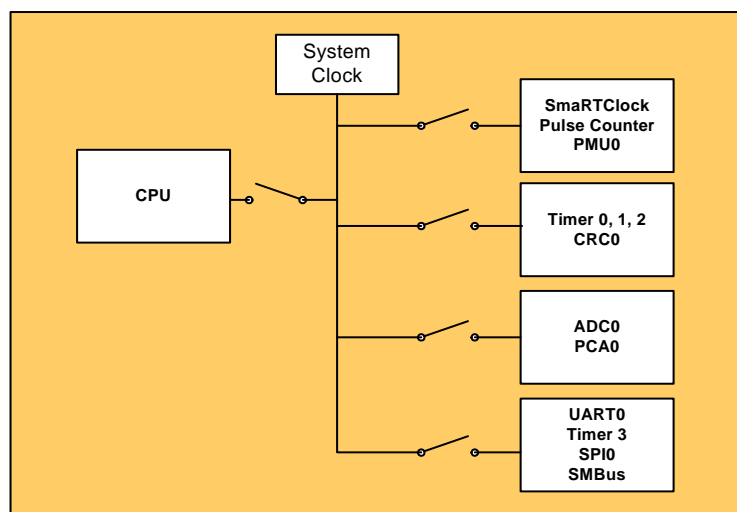 System
Clock
SmaRTClock
Pulse Counter
PMU0
CPU
Timer 0, 1, 2
CRC0
ADC0
PCA0
UART0
Timer 3
SPI0
SMBus